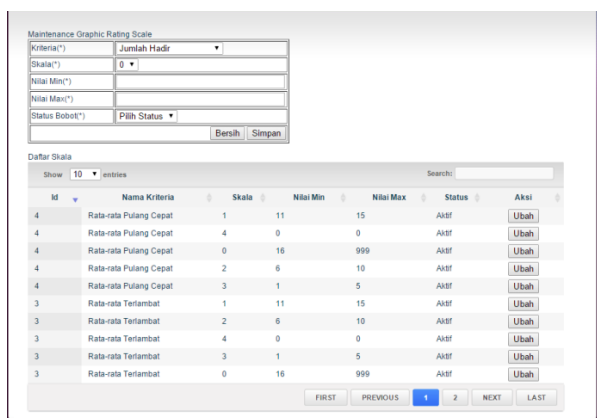 Maintenance Graphic Rating Scale
Kriteria(*) Jumlah Hadir
Skala(*) 0
Nilai Min(*)
Nilai Max(*)
Status Bobot(*) Pilih Status
Bersih Simpan
Daftar Skala
Show 10 entries Search:
Id Nama Kriteria Skala Nilai Min Nilai Max Status Aksi
4 Rata-rata Pulang Cepat 1 11 15 Aktif Ubah
4 Rata-rata Pulang Cepat 4 0 0 Aktif Ubah
4 Rata-rata Pulang Cepat 0 16 999 Aktif Ubah
4 Rata-rata Pulang Cepat 2 6 10 Aktif Ubah
4 Rata-rata Pulang Cepat 3 1 5 Aktif Ubah
3 Rata-rata Terlambat 1 11 15 Aktif Ubah
3 Rata-rata Terlambat 2 6 10 Aktif Ubah
3 Rata-rata Terlambat 4 0 0 Aktif Ubah
3 Rata-rata Terlambat 3 1 5 Aktif Ubah
3 Rata-rata Terlambat 0 16 999 Aktif Ubah
FIRST PREVIOUS 1 2 NEXT LAST